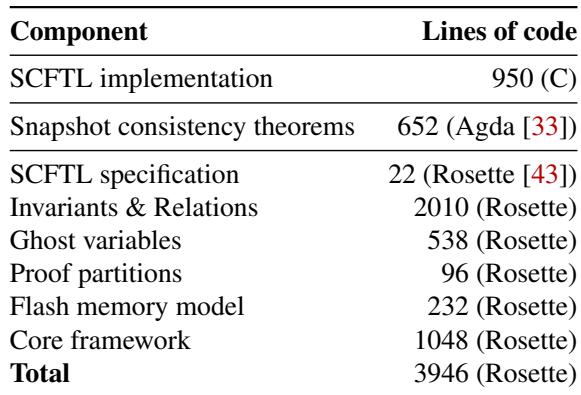 Component Lines of code
SCFTL implementation 950 (C)
Snapshot consistency theorems 652 (Agda [33])
SCFTL specification 22 (Rosette [43])
Invariants & Relations 2010 (Rosette)
Ghost variables 538 (Rosette)
Proof partitions 96 (Rosette)
Flash memory model 232 (Rosette)
Core framework 1048 (Rosette)
Total 3946 (Rosette)